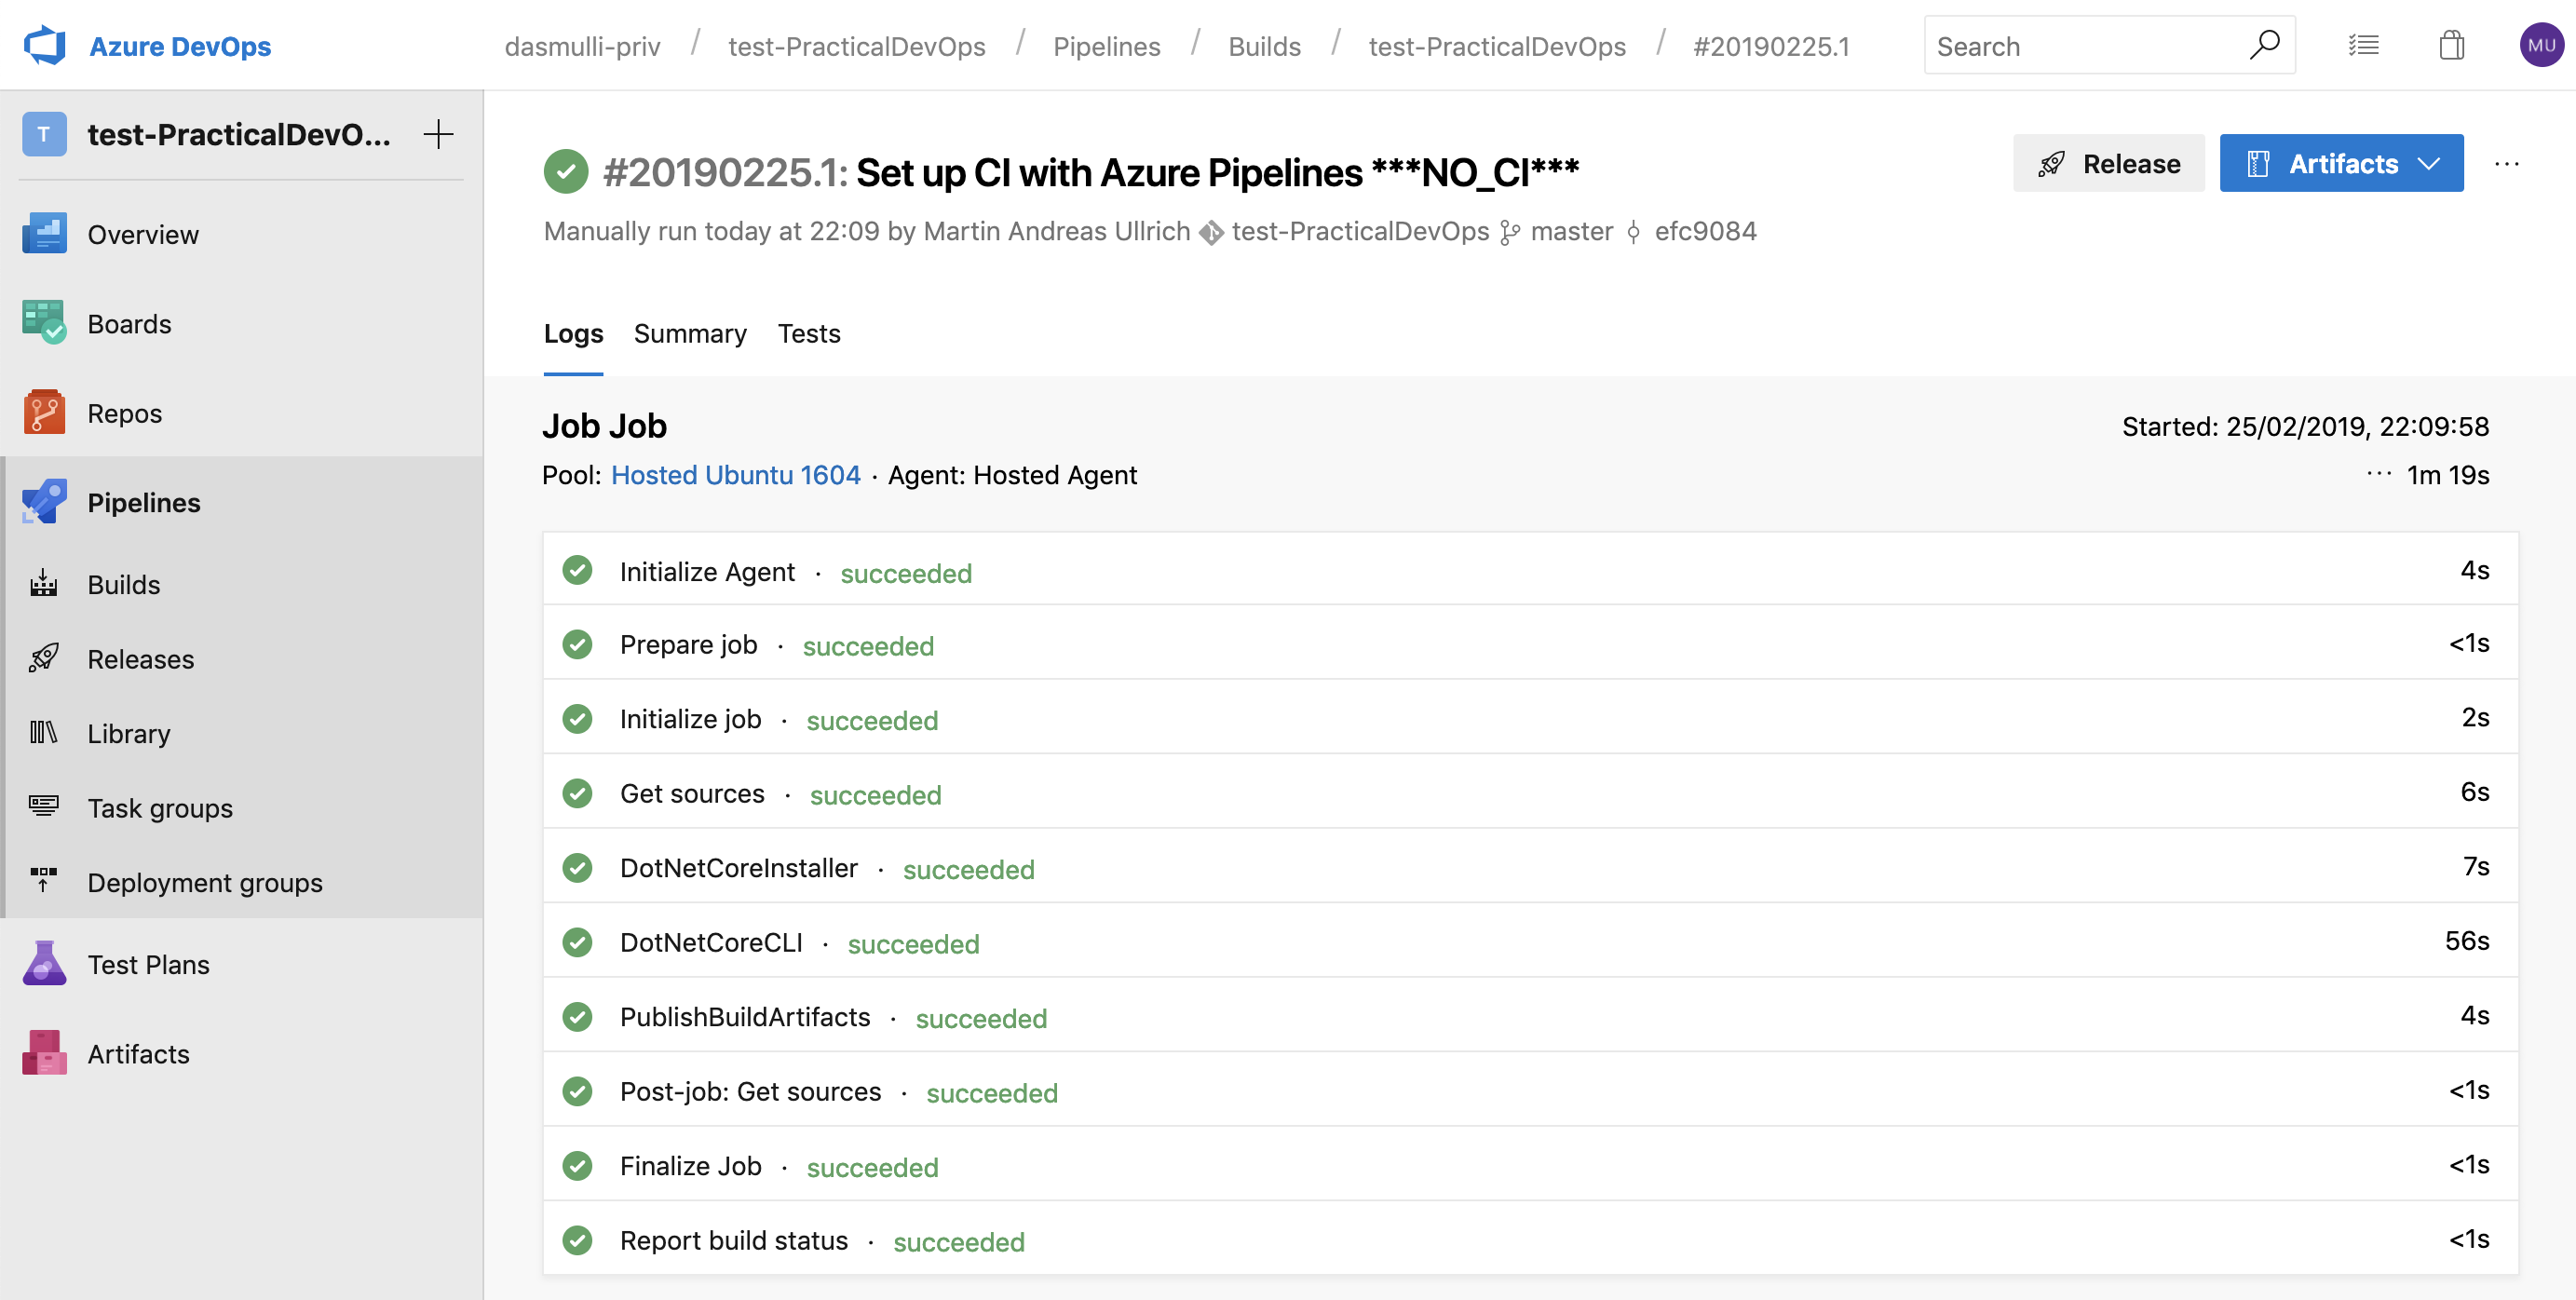 Azure DevOps
dasmulli-priv / test-PracticalDevOps / Pipelines / Builds / test-PracticalDevOps / #20190225.1
Search
MU
T
test-PracticalDevO...
Overview
Boards
Repos
Pipelines
Builds
Releases
Library
Task groups
Deployment groups
Test Plans
Artifacts
#20190225.1: Set up CI with Azure Pipelines ***NO_CI***
Release
Artifacts
...
Manually run today at 22:09 by Martin Andreas Ullrich test-PracticalDevOps master efc9084
Logs Summary Tests
Job Job
Started: 25/02/2019, 22:09:58
Pool: Hosted Ubuntu 1604 · Agent: Hosted Agent
... 1m 19s
Initialize Agent · succeeded 4s
Prepare job · succeeded <1s
Initialize job · succeeded 2s
Get sources · succeeded 6s
DotNetCoreInstaller · succeeded 7s
DotNetCoreCLI · succeeded 56s
PublishBuildArtifacts · succeeded 4s
Post-job: Get sources · succeeded <1s
Finalize Job · succeeded <1s
Report build status · succeeded <1s